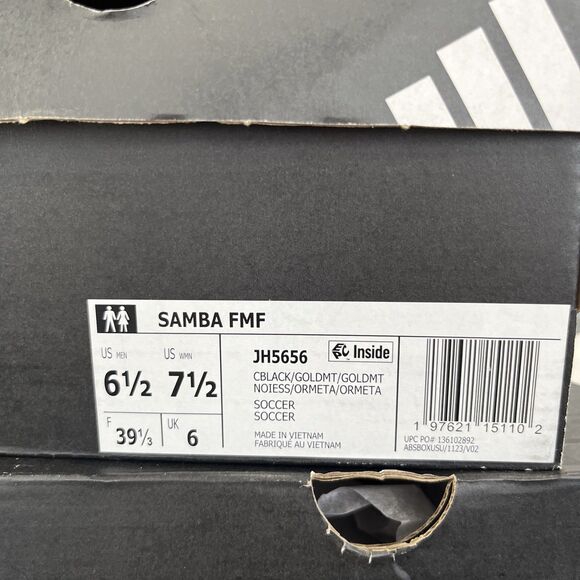 SAMBA FMF
US MEN US WMN
6½ 7½
F 39⅓ UK 6
JH5656 Inside
CBLACK/GOLDMT/GOLDMT
NOIESS/ORMETA/ORMETA
SOCCER
SOCCER
MADE IN VIETNAM
FABRIQUÉ AU VIETNAM
1 97621 15110 2
UPC PO# 136102892
ABSBOXUSU/1123/V02